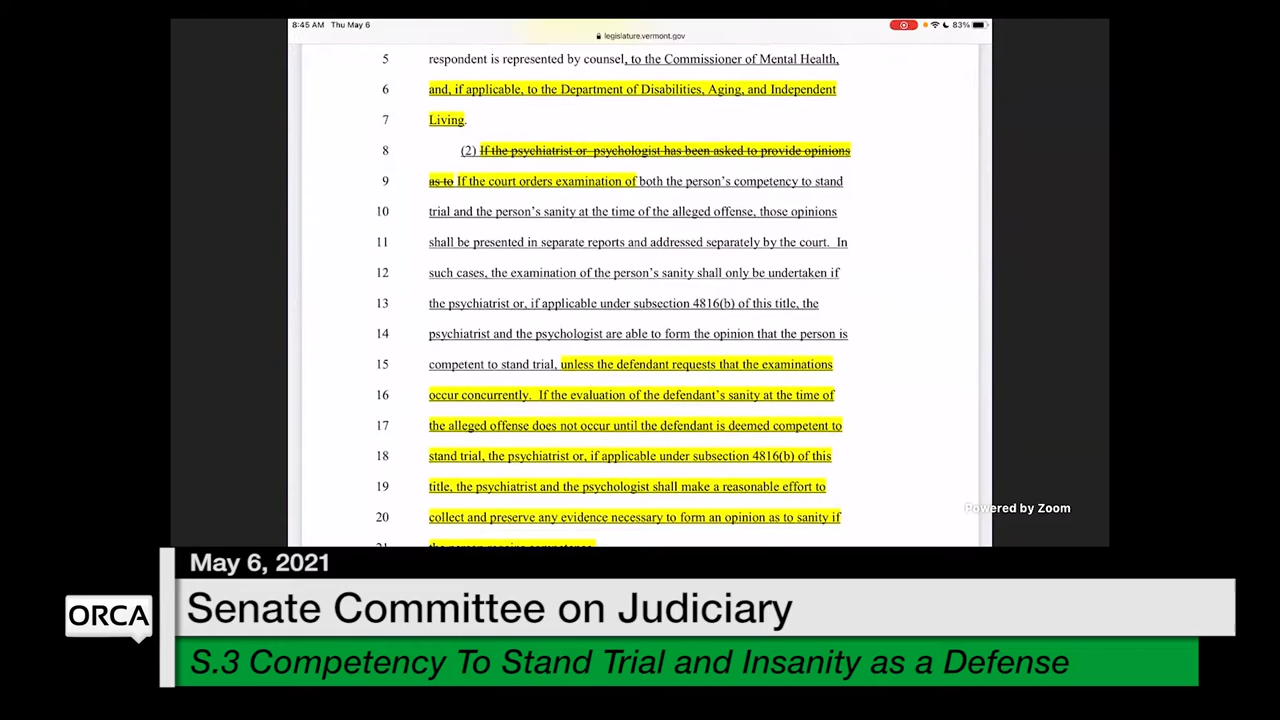 8:45 AM Thu May 6
83%
legislature.vermont.gov
5 respondent is represented by counsel, to the Commissioner of Mental Health,
6 and, if applicable, to the Department of Disabilities, Aging, and Independent
7 Living.
8 (2) If the psychiatrist or psychologist has been asked to provide opinions
9 as to If the court orders examination of both the person's competency to stand
10 trial and the person's sanity at the time of the alleged offense, those opinions
11 shall be presented in separate reports and addressed separately by the court. In
12 such cases, the examination of the person's sanity shall only be undertaken if
13 the psychiatrist or, if applicable under subsection 4816(b) of this title, the
14 psychiatrist and the psychologist are able to form the opinion that the person is
15 competent to stand trial, unless the defendant requests that the examinations
16 occur concurrently. If the evaluation of the defendant's sanity at the time of
17 the alleged offense does not occur until the defendant is deemed competent to
18 stand trial, the psychiatrist or, if applicable under subsection 4816(b) of this
19 title, the psychiatrist and the psychologist shall make a reasonable effort to
20 collect and preserve any evidence necessary to form an opinion as to sanity if
Powered by Zoom
May 6, 2021
ORCA
Senate Committee on Judiciary
S.3 Competency To Stand Trial and Insanity as a Defense